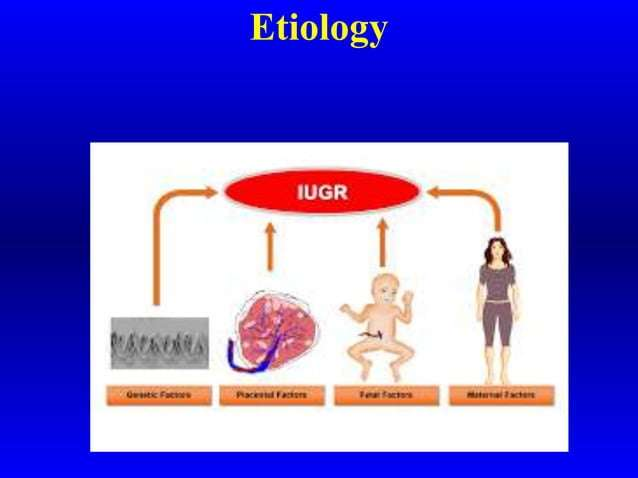 Etiology
IUGR
Genetic Factors
Placental Factors
Fetal Factors
Maternal Factors